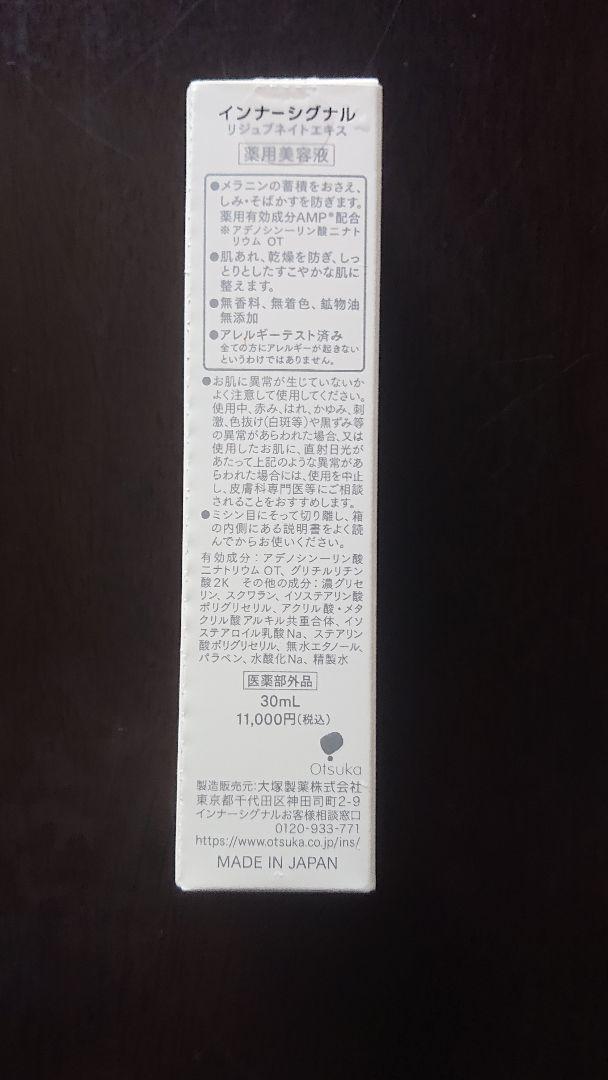 インナーシグナル
リジュブネイトエキス
薬用美容液
●メラニンの蓄積をおさえ、
しみ・そばかすを防ぎます。
薬用有効成分AMP※配合
※アデノシン一リン酸二ナト
リウム OT
●肌あれ、乾燥を防ぎ、しっ
とりとしたすこやかな肌に
整えます。
●無香料、無着色、鉱物油
無添加
●アレルギーテスト済み
全ての方にアレルギーが起きない
というわけではありません。
●お肌に異常が生じていないか
よく注意して使用してください。
使用中、赤み、はれ、かゆみ、刺
激、色抜け(白斑等)や黒ずみ等
の異常があらわれた場合、又は
使用したお肌に、直射日光が
あたって上記のような異常があ
らわれた場合には、使用を中止
し、皮膚科専門医等にご相談
されることをおすすめします。
●ミシン目にそって切り離し、箱
の内側にある説明書をよく読
んでからお使いください。
有効成分：アデノシン一リン酸
二ナトリウム OT、グリチルリチン
酸2K その他の成分：濃グリセ
リン、スクワラン、イソステアリン酸
ポリグリセリル、アクリル酸・メタ
クリル酸アルキル共重合体、イソ
ステアロイル乳酸Na、ステアリン
酸ポリグリセリル、無水エタノール、
パラベン、水酸化Na、精製水
医薬部外品
30mL
11,000円(税込)
Otsuka
製造販売元：大塚製薬株式会社
東京都千代田区神田司町2-9
インナーシグナルお客様相談窓口
0120-933-771
https://www.otsuka.co.jp/ins/
MADE IN JAPAN